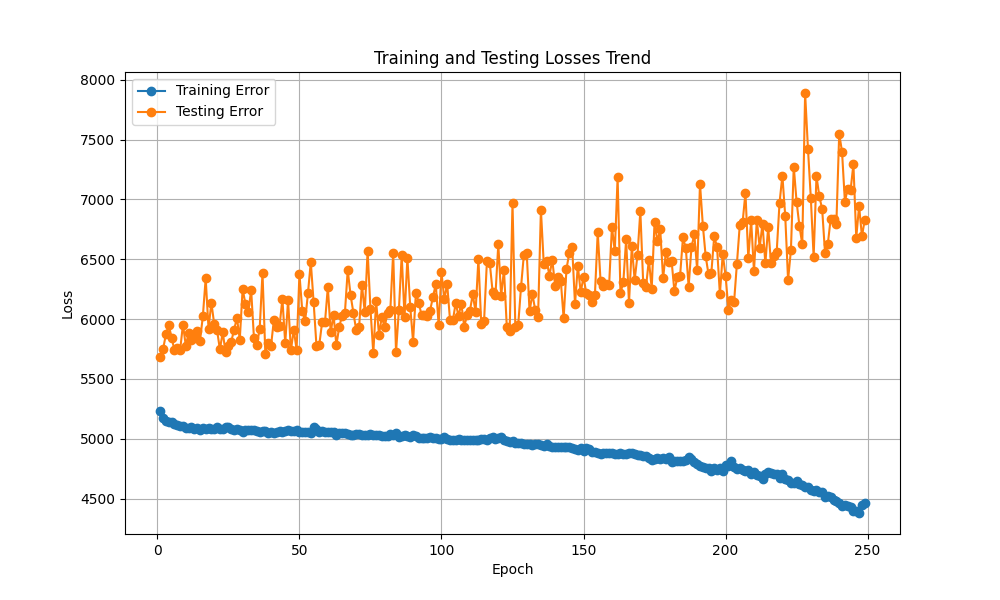 Training and Testing Losses Trend
Training Error
Testing Error
8000
7500
7000
6500
6000
5500
5000
4500
Loss
0 50 100 150 200 250
Epoch